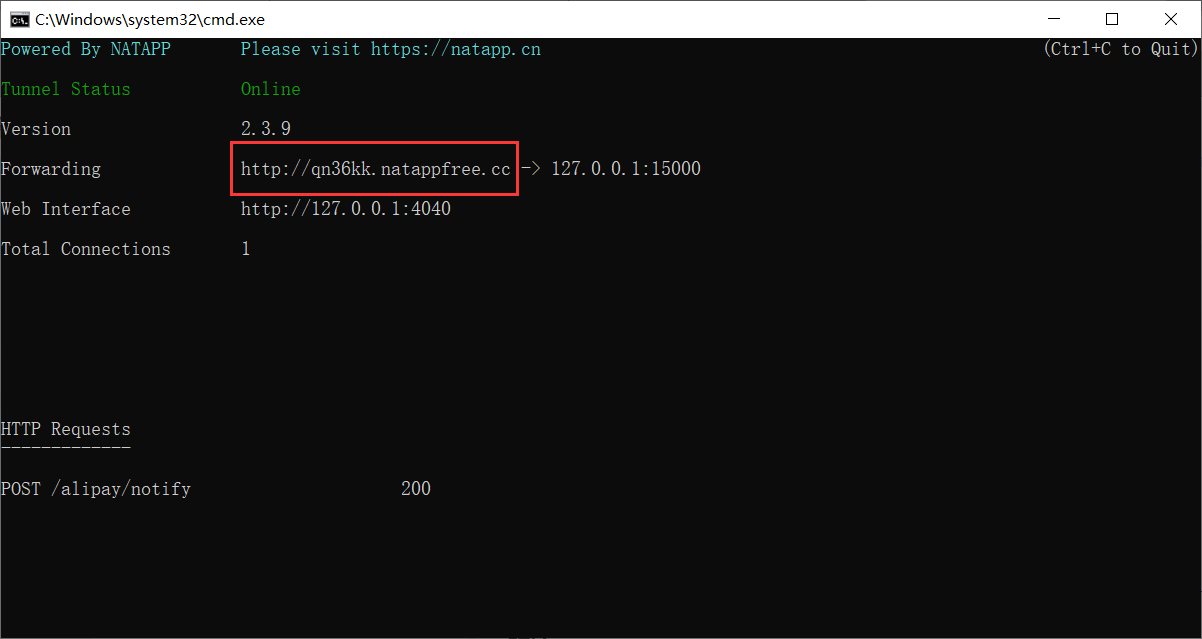 C:\Windows\system32\cmd.exe
Powered By NATAPP Please visit https://natapp.cn (Ctrl+C to Quit)
Tunnel Status Online
Version 2.3.9
Forwarding http://qn36kk.natappfree.cc -> 127.0.0.1:15000
Web Interface http://127.0.0.1:4040
Total Connections 1
HTTP Requests
-------------
POST /alipay/notify 200